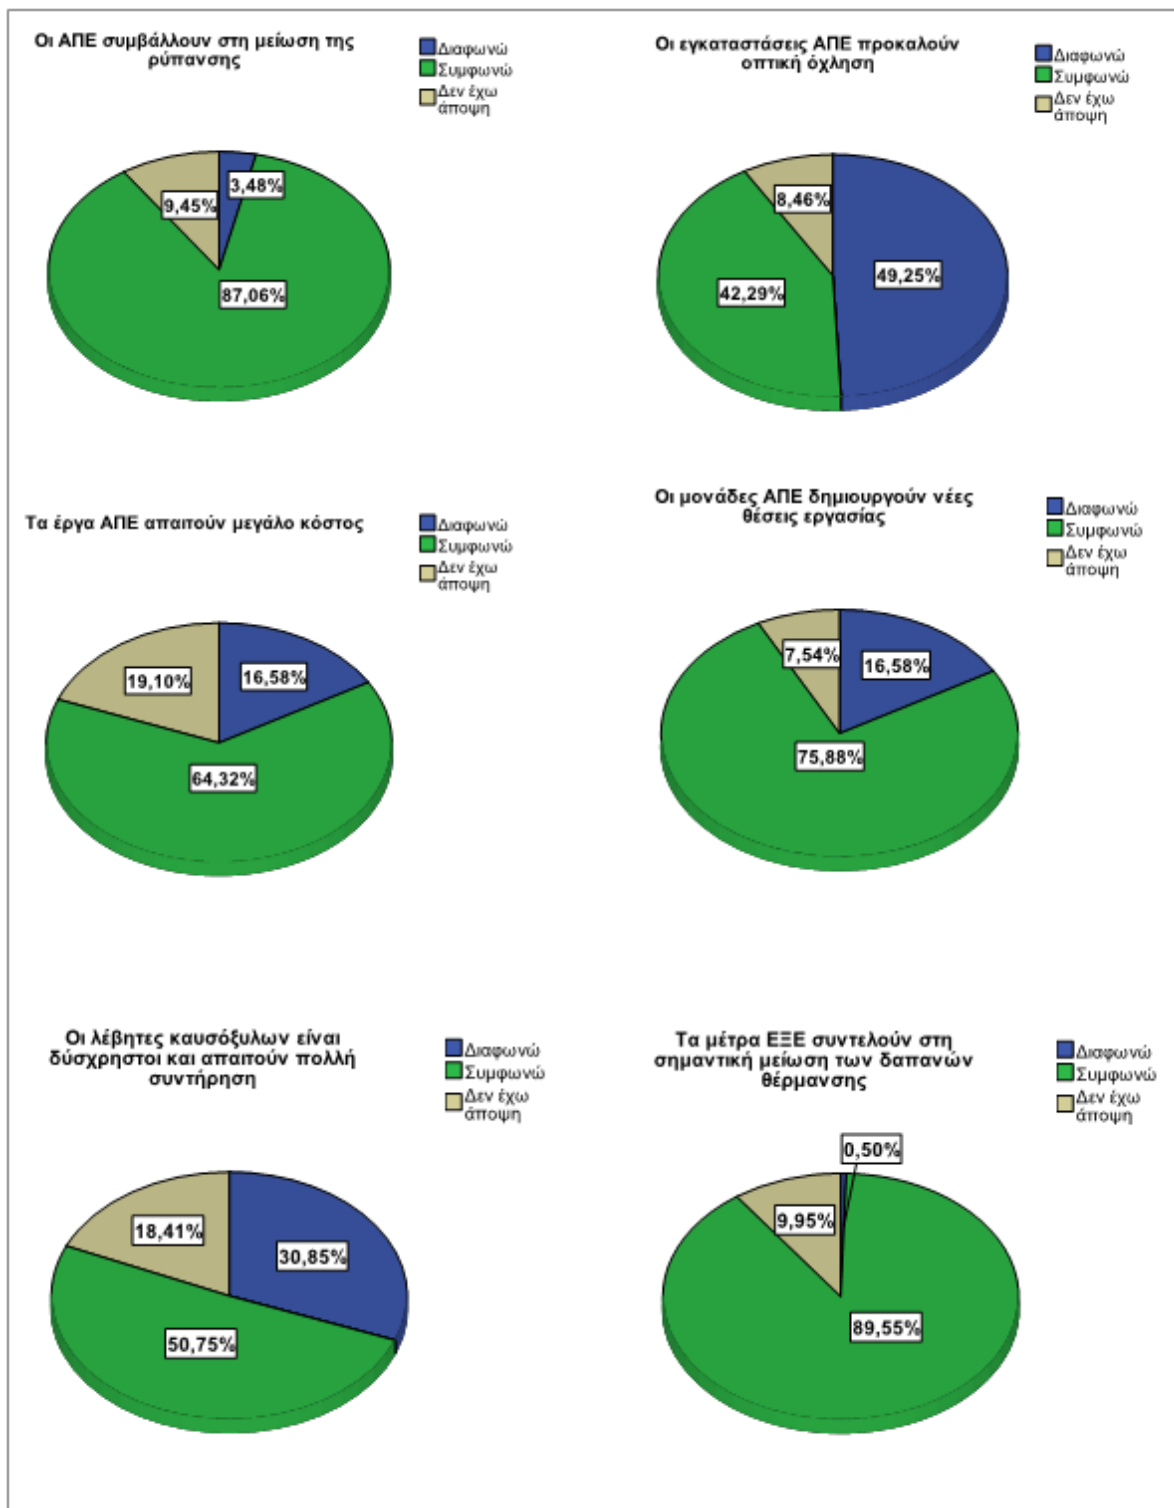 Οι ΑΠΕ συμβάλλουν στη μείωση της
ρύπανσης
Διαφωνώ
Συμφωνώ
Δεν έχω
άποψη
3,48%
9,45%
87,06%
Οι εγκαταστάσεις ΑΠΕ προκαλούν
οπτική όχληση
Διαφωνώ
Συμφωνώ
Δεν έχω
άποψη
8,46%
49,25%
42,29%
Τα έργα ΑΠΕ απαιτούν μεγάλο κόστος
Διαφωνώ
Συμφωνώ
Δεν έχω
άποψη
19,10%
16,58%
64,32%
Οι μονάδες ΑΠΕ δημιουργούν νέες
θέσεις εργασίας
Διαφωνώ
Συμφωνώ
Δεν έχω
άποψη
7,54%
16,58%
75,88%
Οι λέβητες καυσόξυλων είναι
δύσχρηστοι και απαιτούν πολλή
συντήρηση
Διαφωνώ
Συμφωνώ
Δεν έχω
άποψη
18,41%
30,85%
50,75%
Τα μέτρα ΕΞΕ συντελούν στη
σημαντική μείωση των δαπανών
θέρμανσης
Διαφωνώ
Συμφωνώ
Δεν έχω
άποψη
0,50%
9,95%
89,55%